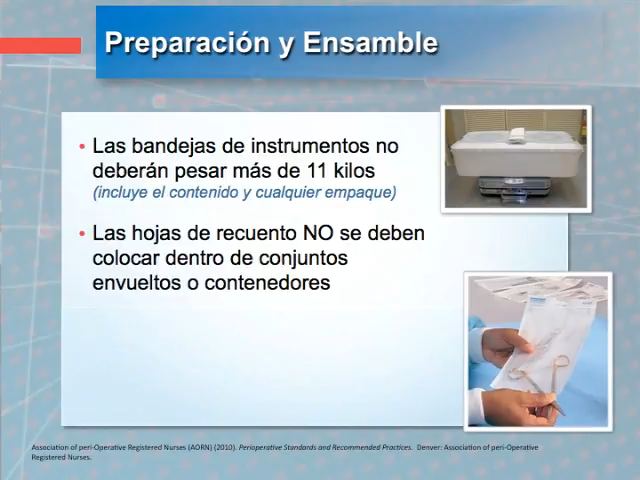 Preparación y Ensamble
• Las bandejas de instrumentos no
deberán pesar más de 11 kilos
(incluye el contenido y cualquier empaque)
• Las hojas de recuento NO se deben
colocar dentro de conjuntos
envueltos o contenedores
Association of peri-Operative Registered Nurses (AORN) (2010). Perioperative Standards and Recommended Practices. Denver: Association of peri-Operative
Registered Nurses.